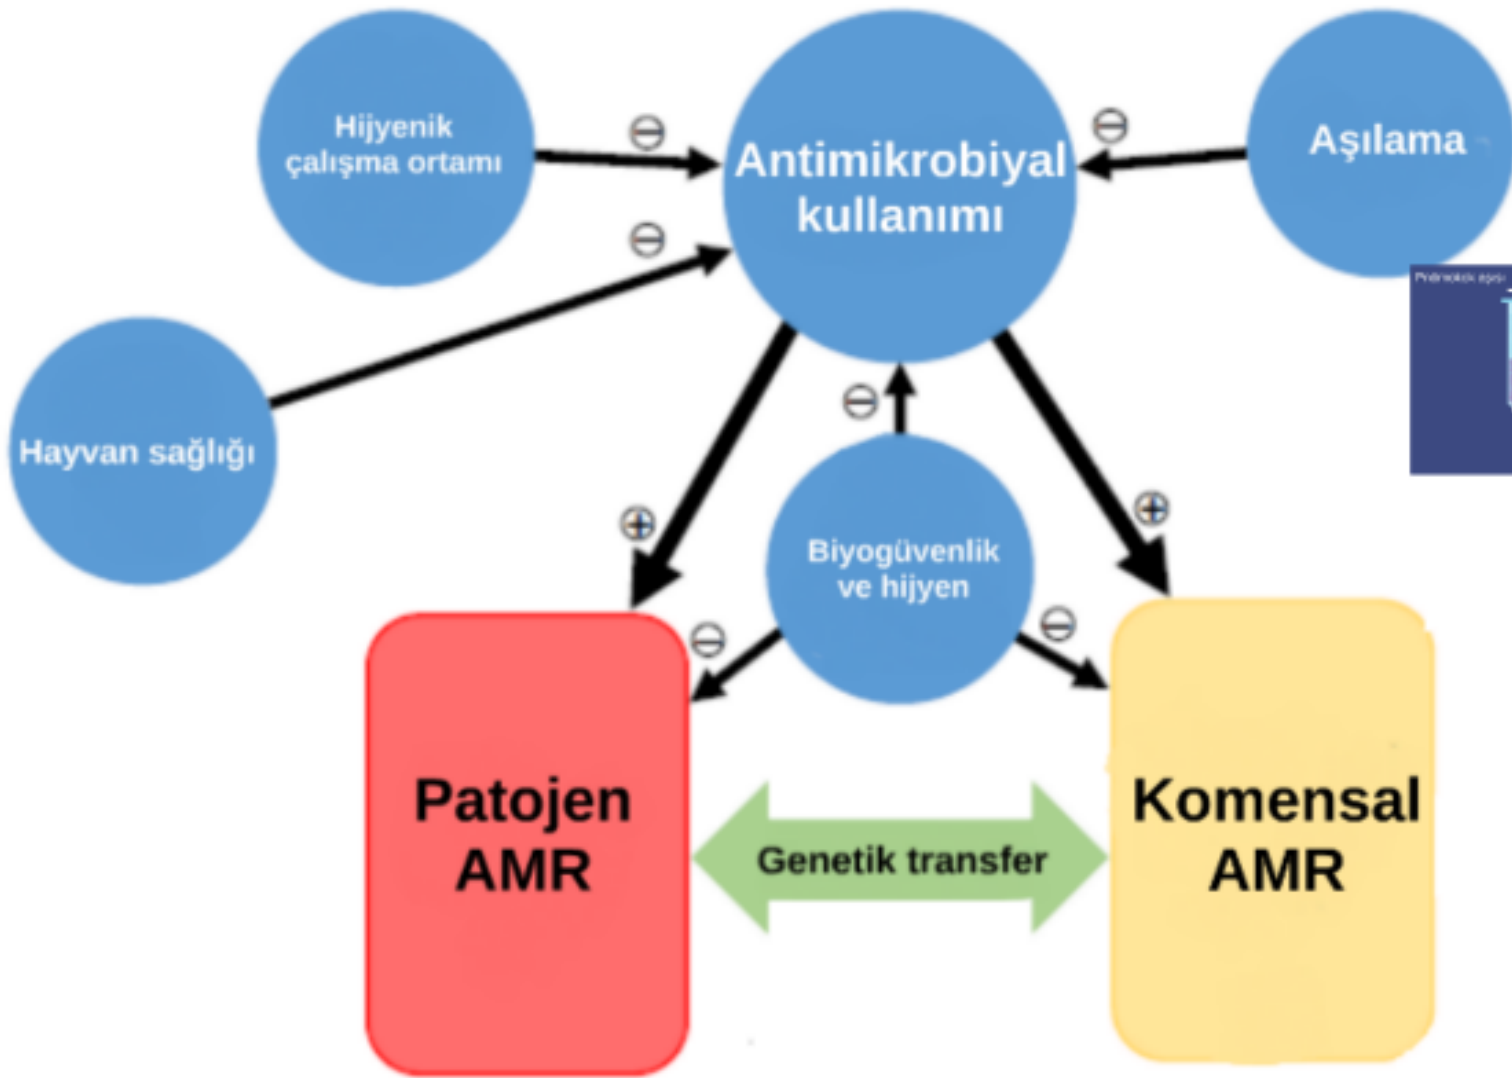 Hijyenik
çalışma ortamı
Antimikrobiyal
kullanımı
Aşılama
Hayvan sağlığı
Biyogüvenlik
ve hijyen
Patojen
AMR
Genetik transfer
Komensal
AMR